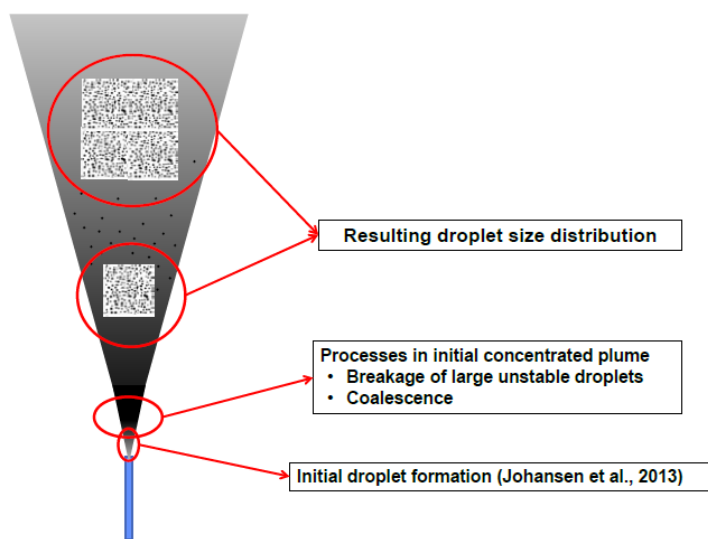 Resulting droplet size distribution
Processes in initial concentrated plume
• Breakage of large unstable droplets
• Coalescence
Initial droplet formation (Johansen et al., 2013)